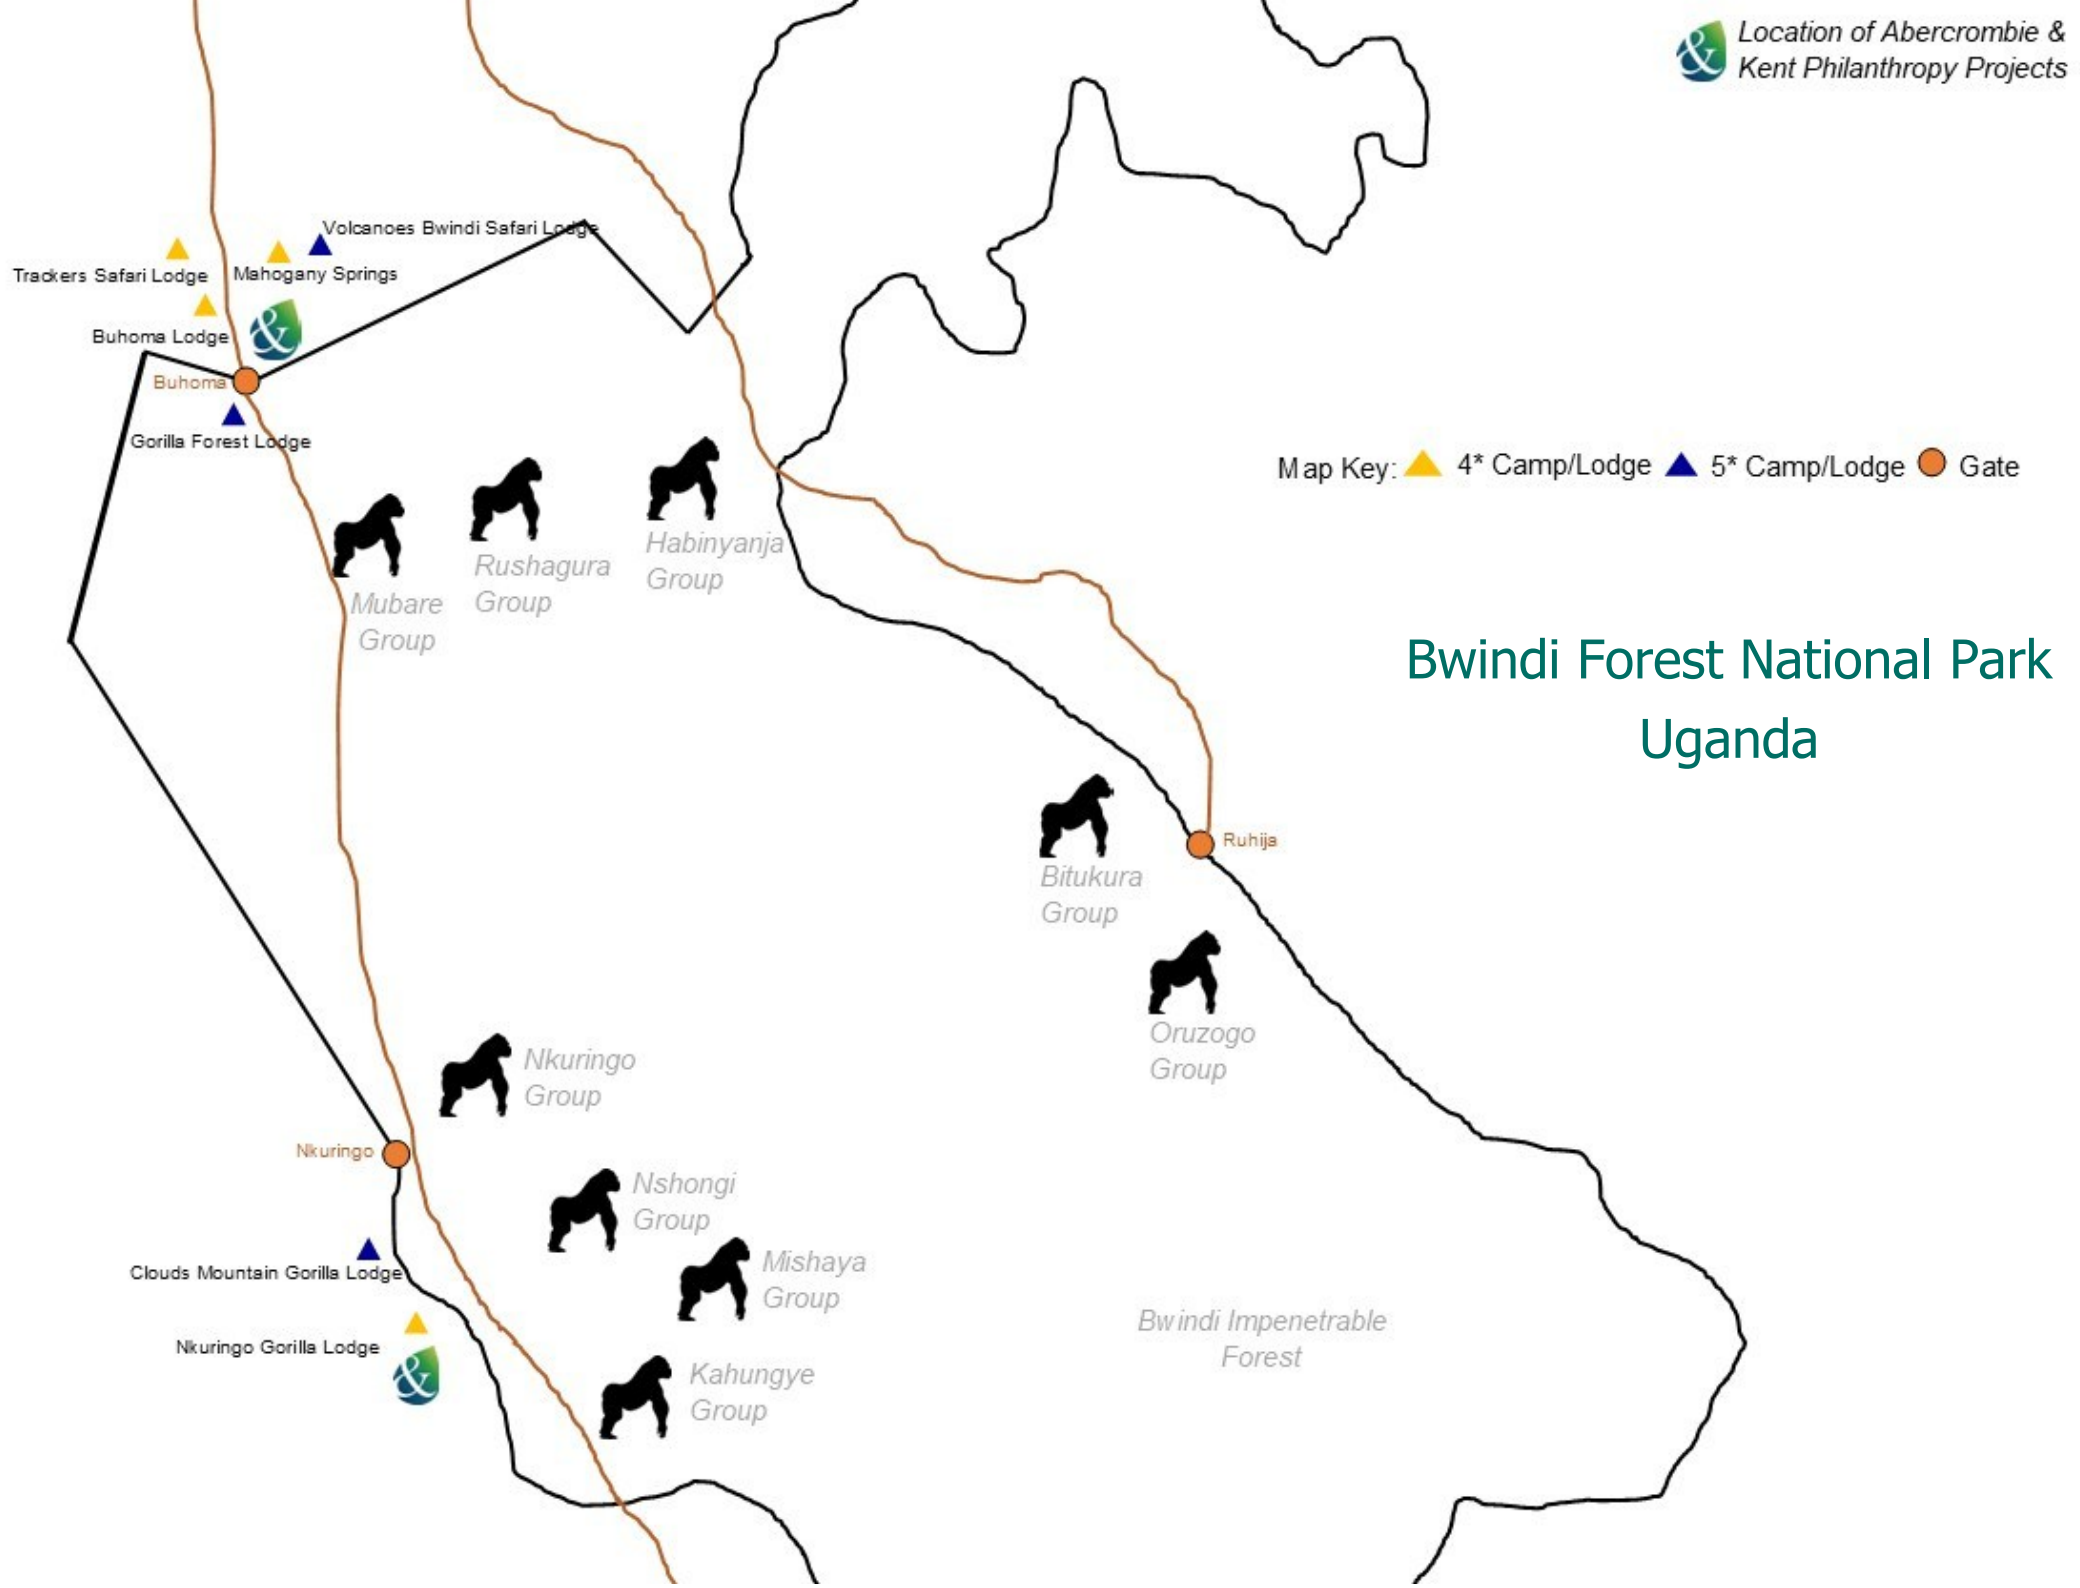 Location of Abercrombie &
Kent Philanthropy Projects
Volcanoes Bwindi Safari Lodge
Trackers Safari Lodge
Mahogany Springs
&
Buhoma Lodge
Buhoma
Gorilla Forest Lodge
Map Key: 4* Camp/Lodge 5* Camp/Lodge Gate
Habinyanja
Group
Rushagura
Group
Mubare
Group
Bwindi Forest National Park
Uganda
Ruhija
Bitukura
Group
Oruzogo
Group
Nkuringo
Group
Nkuringo
Nshongi
Group
Mishaya
Group
Clouds Mountain Gorilla Lodge
Nkuringo Gorilla Lodge
&
Kahungye
Group
Bwindi Impenetrable
Forest